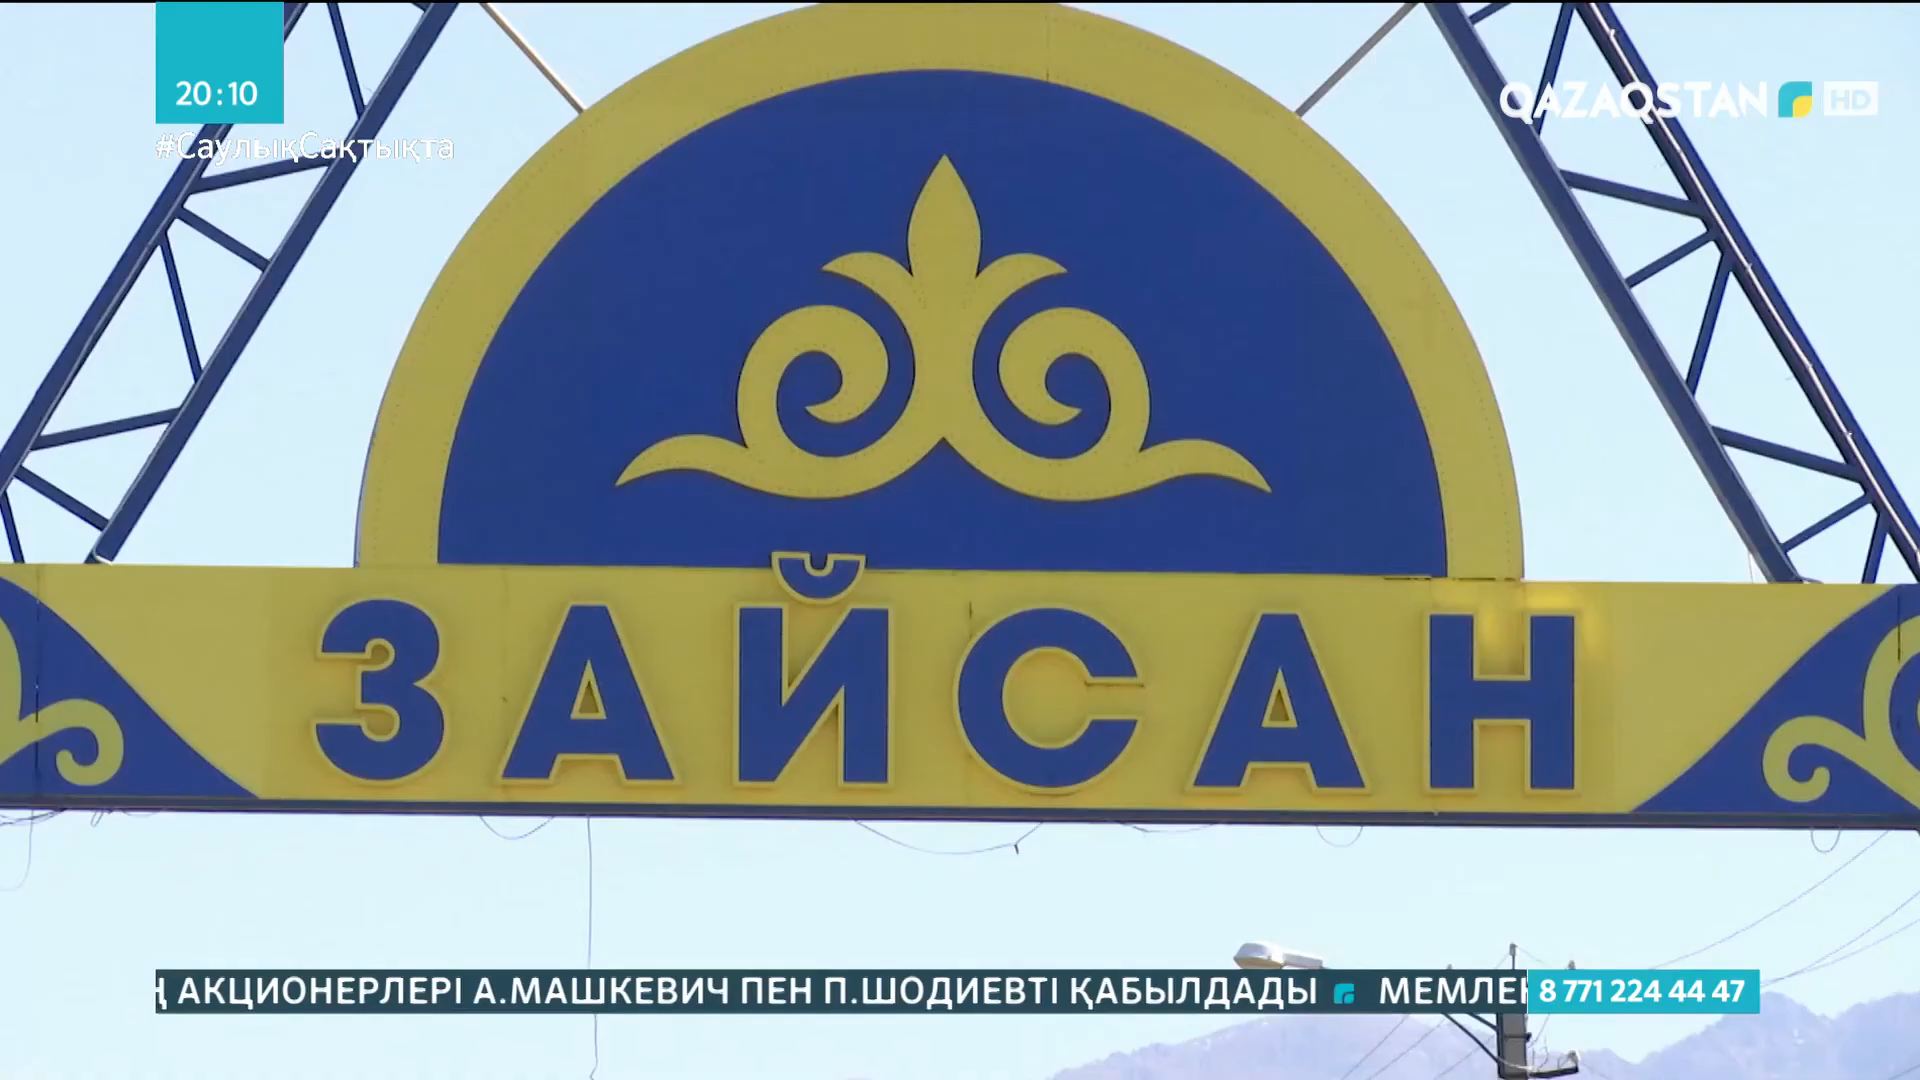 20:10
#СаулықСақтықта
QAZAQSTAN HD
ЗАЙСАН
АКЦИОНЕРЛЕРІ А.МАШКЕВИЧ ПЕН П.ШОДИЕВТІ ҚАБЫЛДАДЫ
8 771 224 44 47